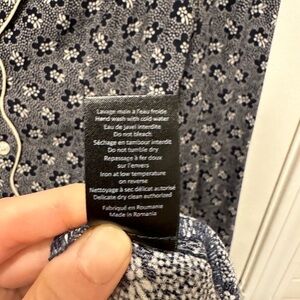 Lavage main à l'eau froide
Hand wash with cold water
Eau de javel interdite
Do not bleach
Séchage en tambour interdit
Do not tumble dry
Repassage à fer doux
sur l'envers
Iron at low temperature
on reverse
Nettoyage à sec délicat autorisé
Delicate dry clean authorized
Fabriqué en Roumanie
Made in Romania